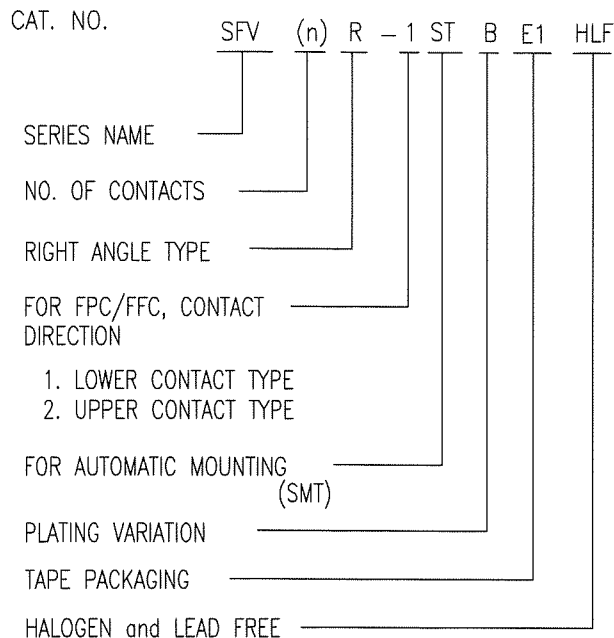 CAT. NO.
SFV (n) R - 1 ST B E1 HLF
SERIES NAME
NO. OF CONTACTS
RIGHT ANGLE TYPE
FOR FPC/FFC, CONTACT
DIRECTION
1. LOWER CONTACT TYPE
2. UPPER CONTACT TYPE
FOR AUTOMATIC MOUNTING
(SMT)
PLATING VARIATION
TAPE PACKAGING
HALOGEN and LEAD FREE